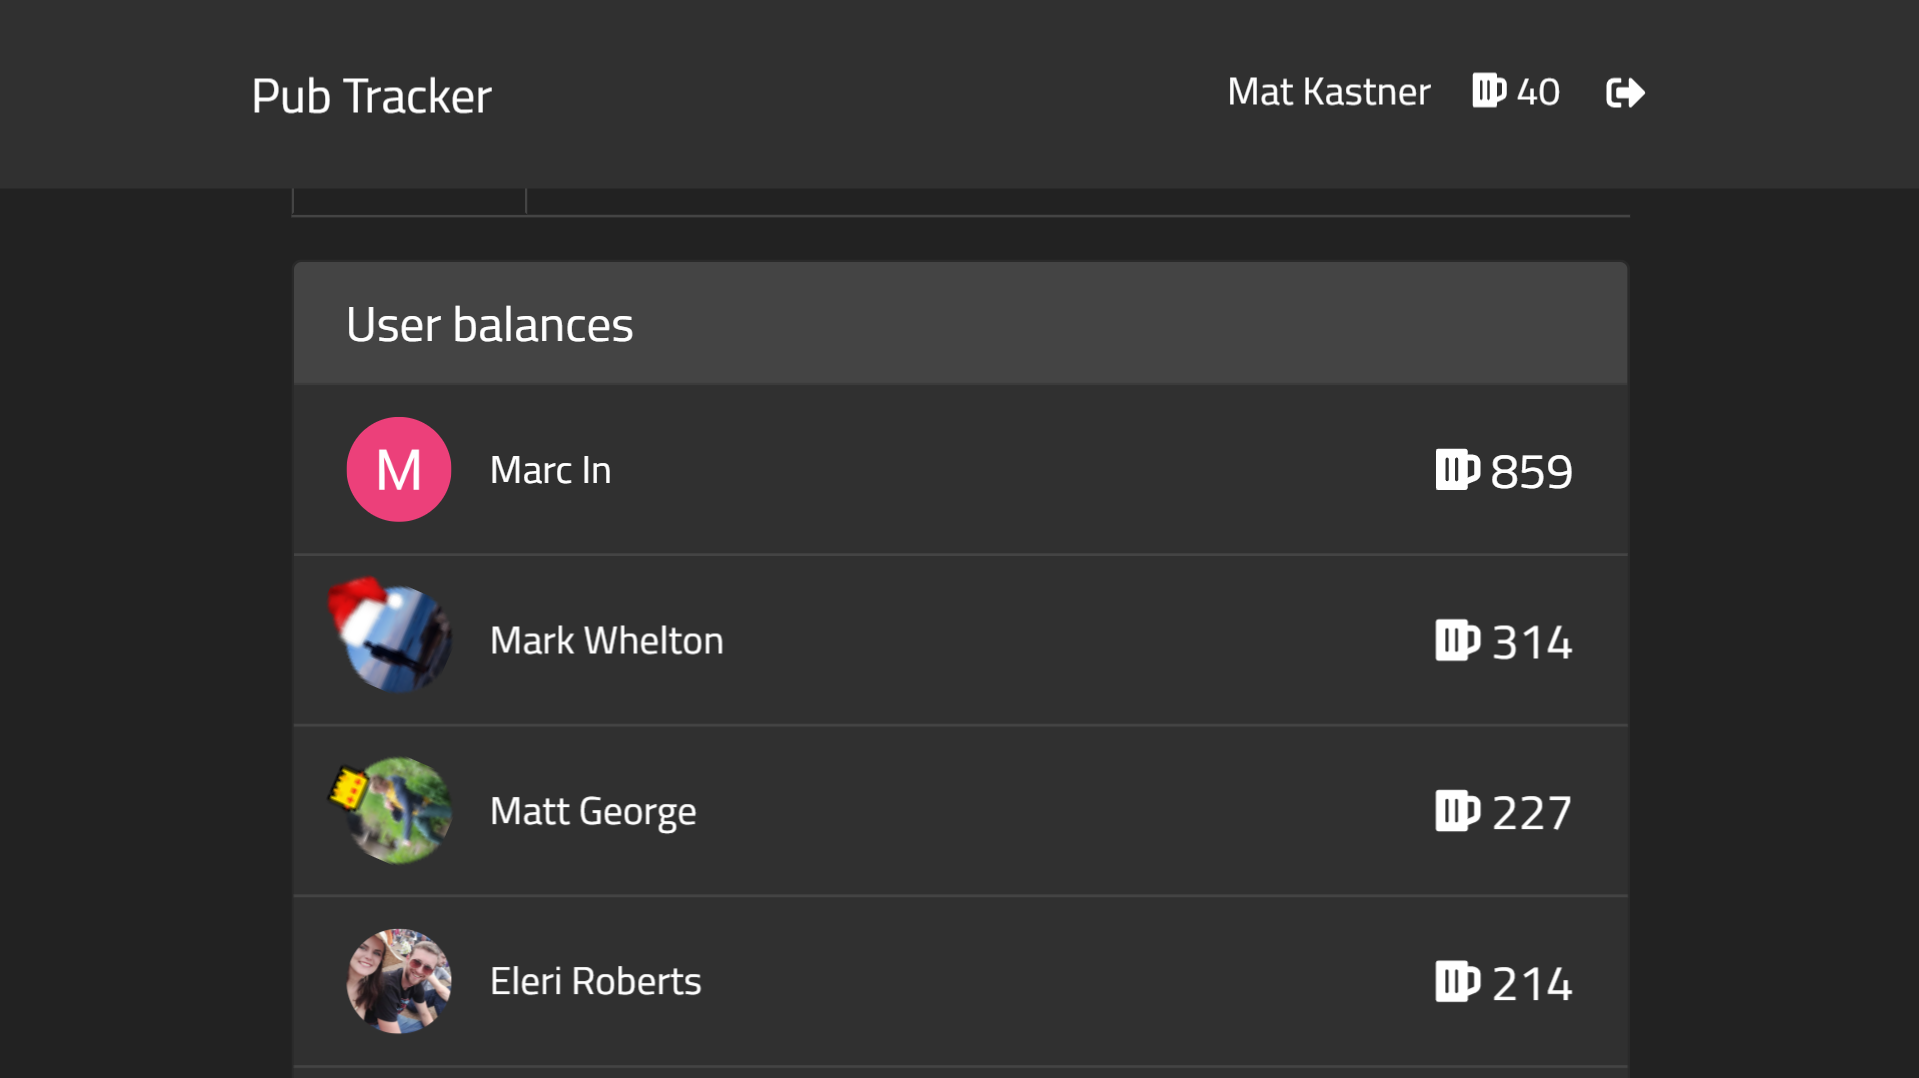 Pub Tracker
Mat Kastner 40
User balances
M Marc In 859
Mark Whelton 314
Matt George 227
Eleri Roberts 214